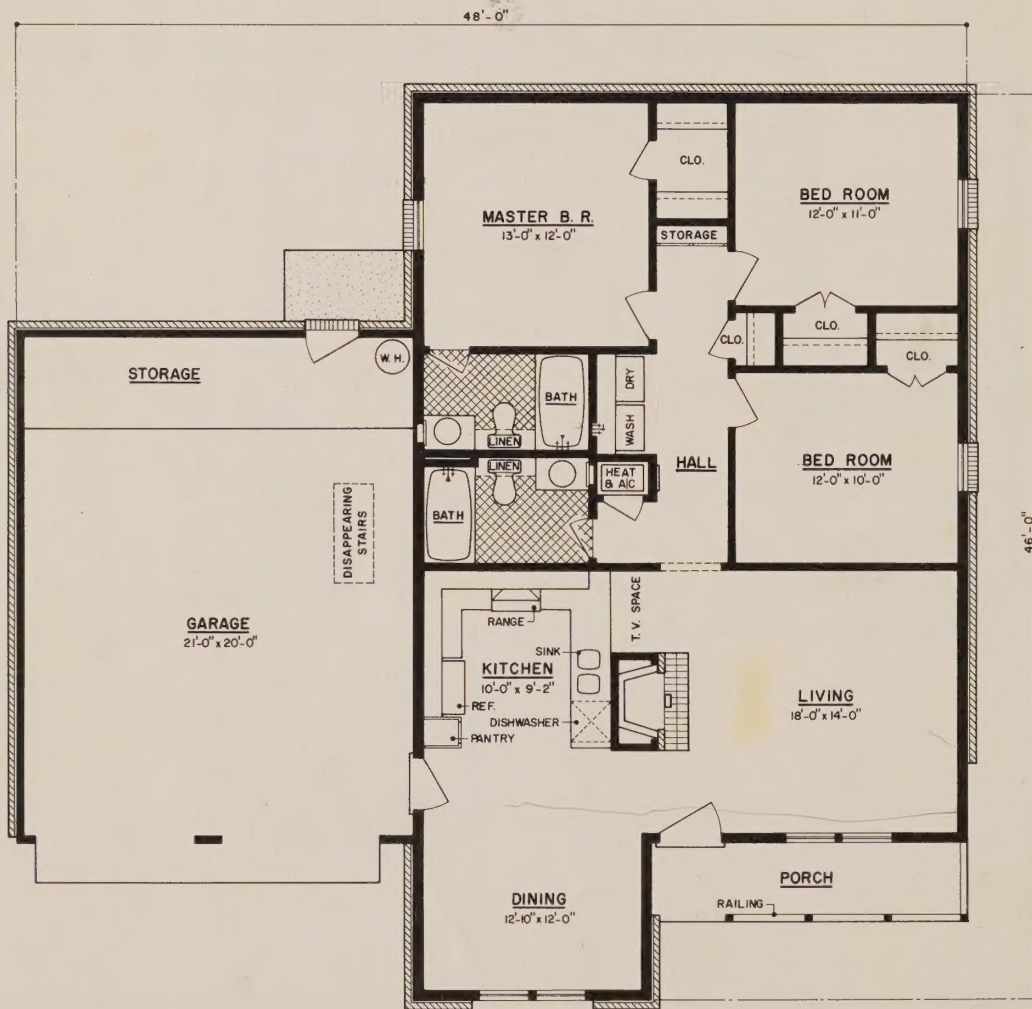 48'-0"
CLO.
BED ROOM
12'-0" x 11'-0"
MASTER B. R.
13'-0" x 12'-0"
STORAGE
CLO.
CLO.
CLO.
W. H.
STORAGE
BATH
DRY
WASH
LINEN
LINEN
HEAT
& A/C
HALL
BED ROOM
12'-0" x 10'-0"
BATH
DISAPPEARING
STAIRS
46'-0"
GARAGE
21'-0" x 20'-0"
RANGE
T. V. SPACE
SINK
KITCHEN
10'-0" x 9'-2"
REF.
DISHWASHER
PANTRY
LIVING
18'-0" x 14'-0"
PORCH
RAILING
DINING
12'-10" x 12'-0"